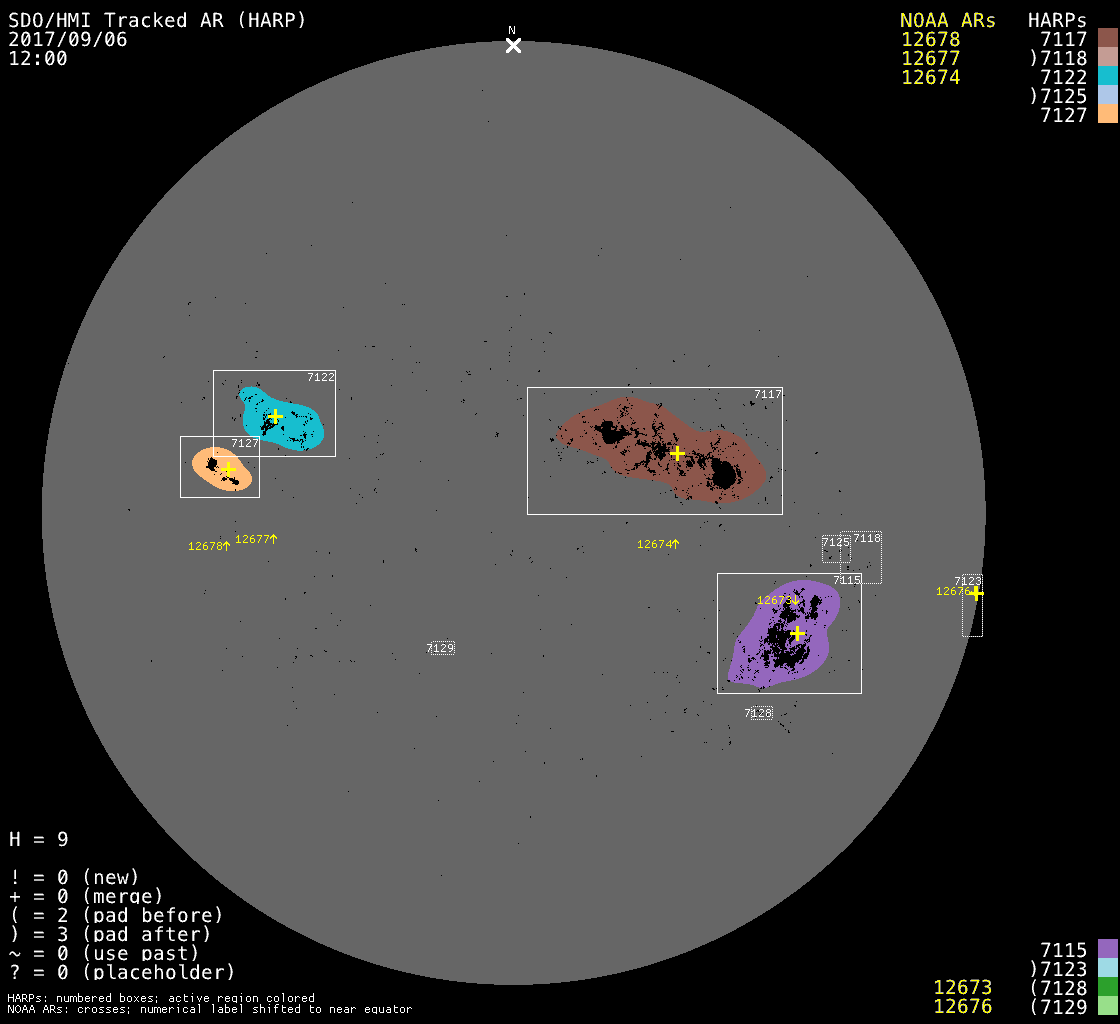 SDO/HMI Tracked AR (HARP)
2017/09/06
12:00
N
NOAA ARs
12678
12677
12674
HARPs
7117
)7118
7122
)7125
7127
7122
7117
7127
12678↑
12677↑
12674↑
7125
7118
7115
7123
12676
12673↓
7129
7128
H = 9
! = 0 (new)
+ = 0 (merge)
( = 2 (pad before)
) = 3 (pad after)
~ = 0 (use past)
? = 0 (placeholder)
HARPs: numbered boxes; active region colored
NOAA ARs: crosses; numerical label shifted to near equator
12673
12676
7115
)7123
(7128
(7129